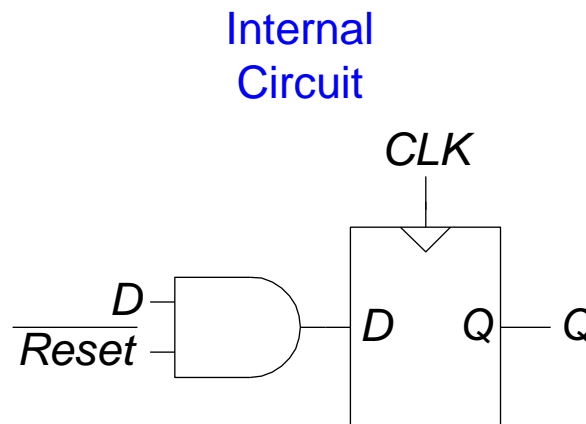 Internal
Circuit
CLK
D
D Q Q
Reset